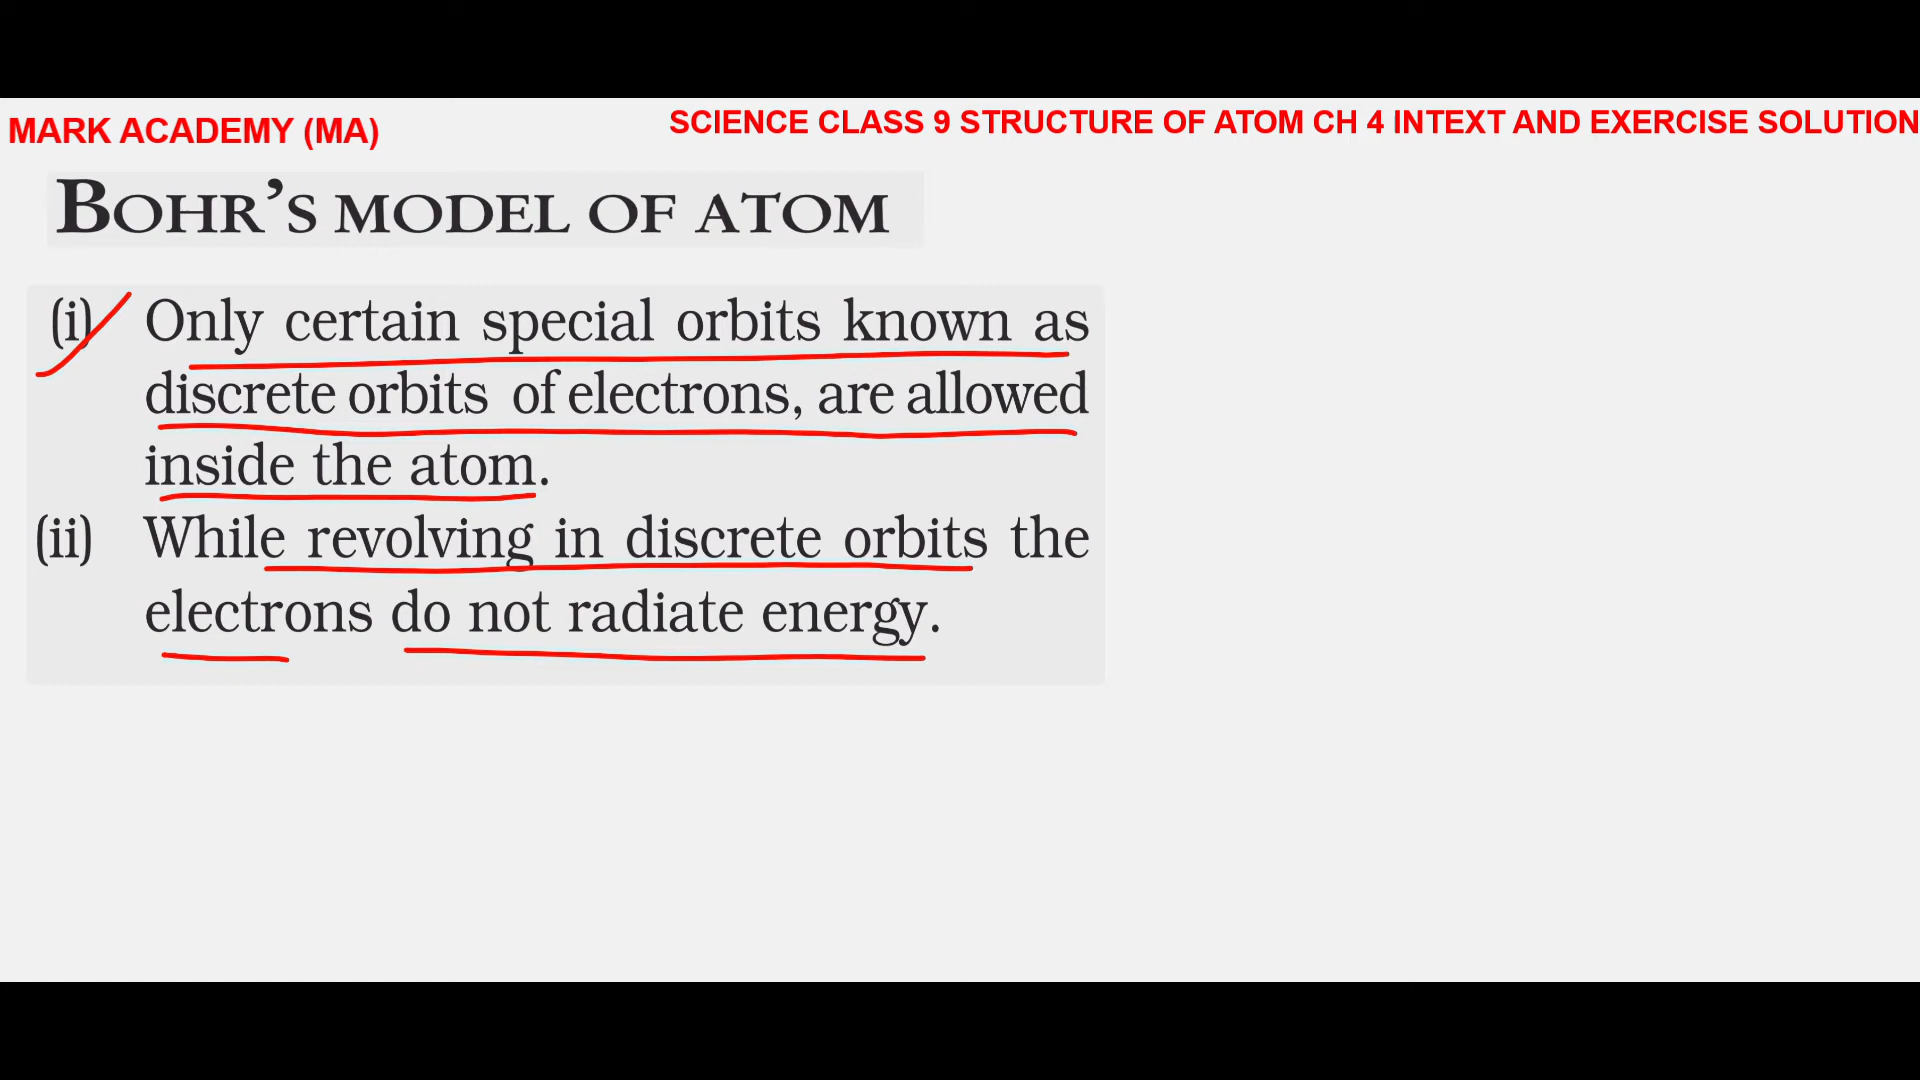 MARK ACADEMY (MA)
SCIENCE CLASS 9 STRUCTURE OF ATOM CH 4 INTEXT AND EXERCISE SOLUTION
BOHR'S MODEL OF ATOM
(i) Only certain special orbits known as
discrete orbits of electrons, are allowed
inside the atom.
(ii) While revolving in discrete orbits the
electrons do not radiate energy.